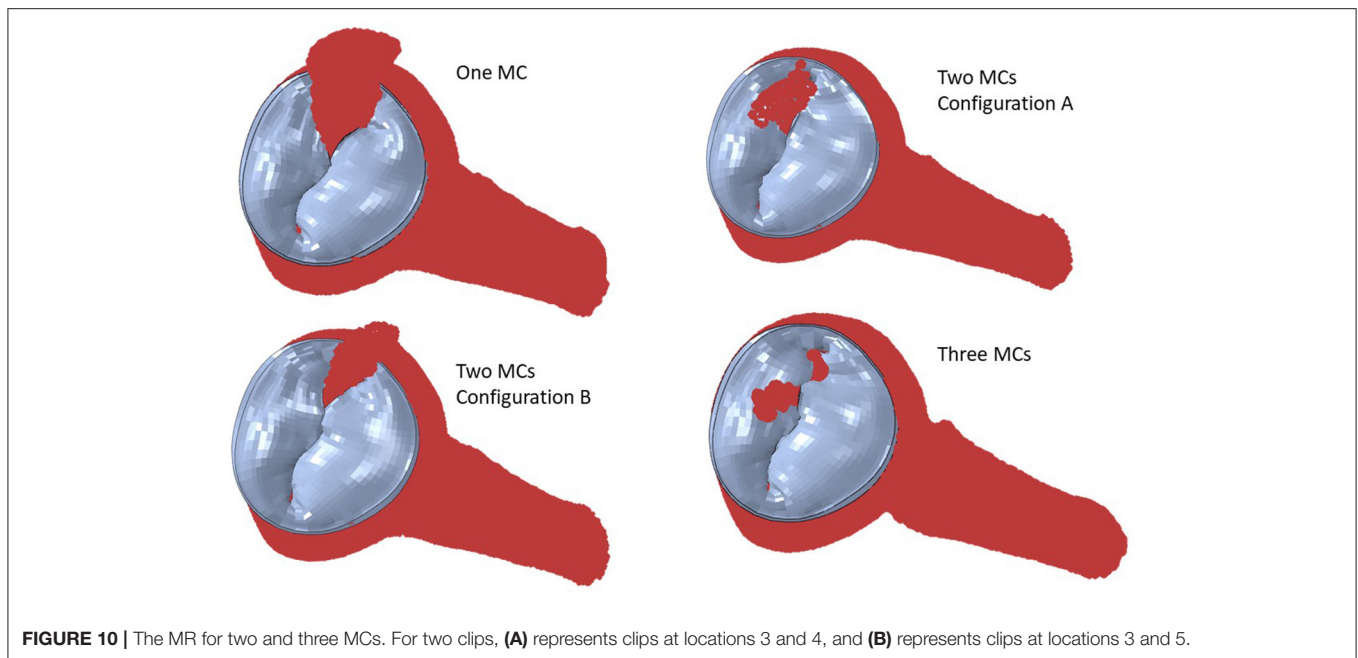 One MC
Two MCs
Configuration A
Two MCs
Configuration B
Three MCs
FIGURE 10 | The MR for two and three MCs. For two clips, (A) represents clips at locations 3 and 4, and (B) represents clips at locations 3 and 5.